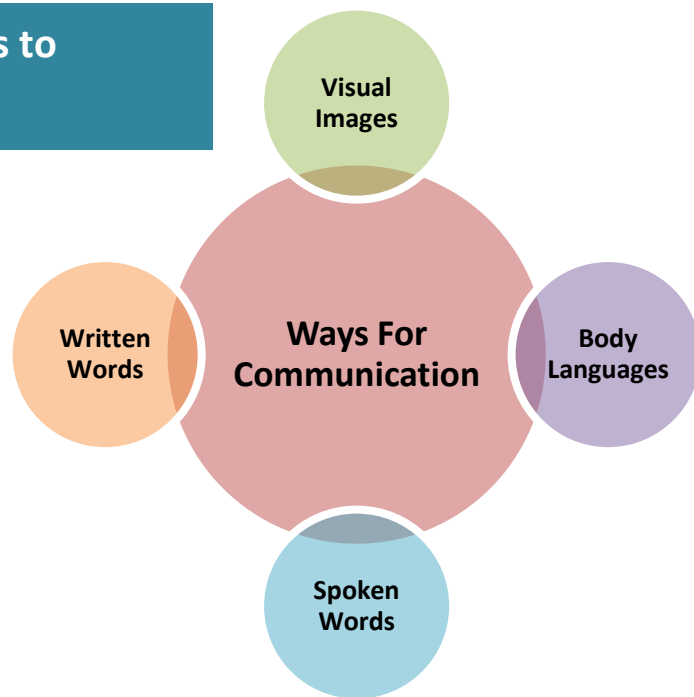 s to
Visual
Images
Written
Words
Ways For
Communication
Body
Languages
Spoken
Words